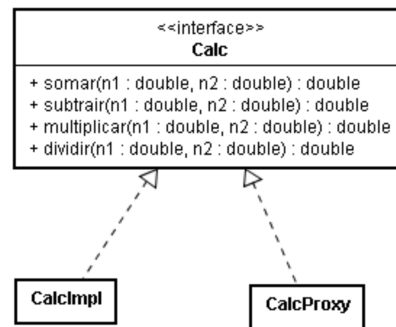 <<interface>>
Calc
+ somar(n1 : double, n2 : double) : double
+ subtrair(n1 : double, n2 : double) : double
+ multiplicar(n1 : double, n2 : double) : double
+ dividir(n1 : double, n2 : double) : double
CalcImpl
CalcProxy